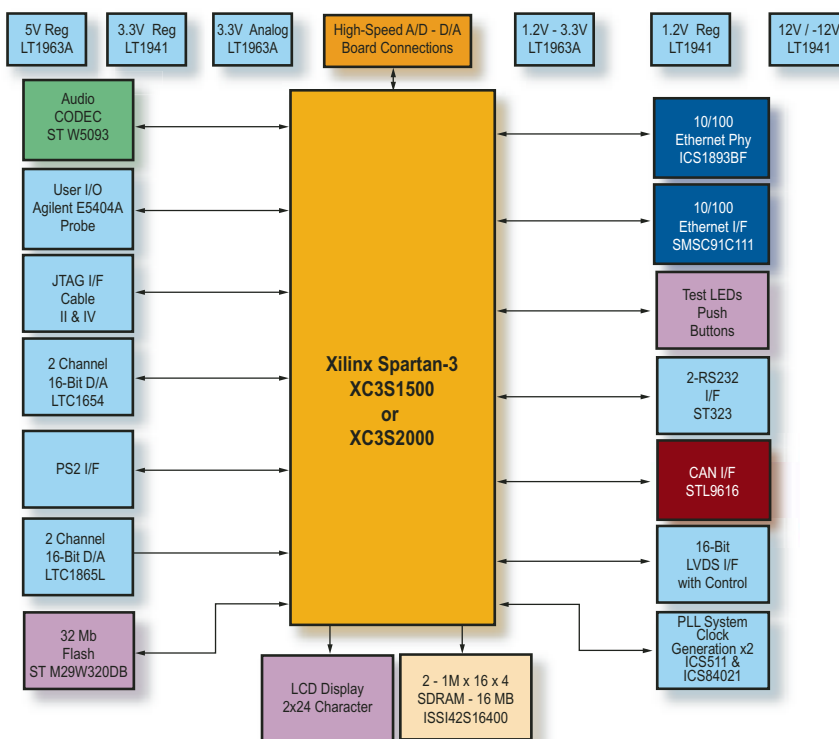 5V Reg
LT1963A
3.3V Reg
LT1941
3.3V Analog
LT1963A
High-Speed A/D - D/A
Board Connections
1.2V - 3.3V
LT1963A
1.2V Reg
LT1941
12V / -12V
LT1941
Audio
CODEC
ST W5093
User I/O
Agilent E5404A
Probe
JTAG I/F
Cable
II & IV
2 Channel
16-Bit D/A
LTC1654
PS2 I/F
2 Channel
16-Bit D/A
LTC1865L
32 Mb
Flash
ST M29W320DB
Xilinx Spartan-3
XC3S1500
or
XC3S2000
LCD Display
2x24 Character
2 - 1M x 16 x 4
SDRAM - 16 MB
ISSI42S16400
10/100
Ethernet Phy
ICS1893BF
10/100
Ethernet I/F
SMSC91C111
Test LEDs
Push
Buttons
2-RS232
I/F
ST323
CAN I/F
STL9616
16-Bit
LVDS I/F
with Control
PLL System
Clock
Generation x2
ICS511 &
ICS84021